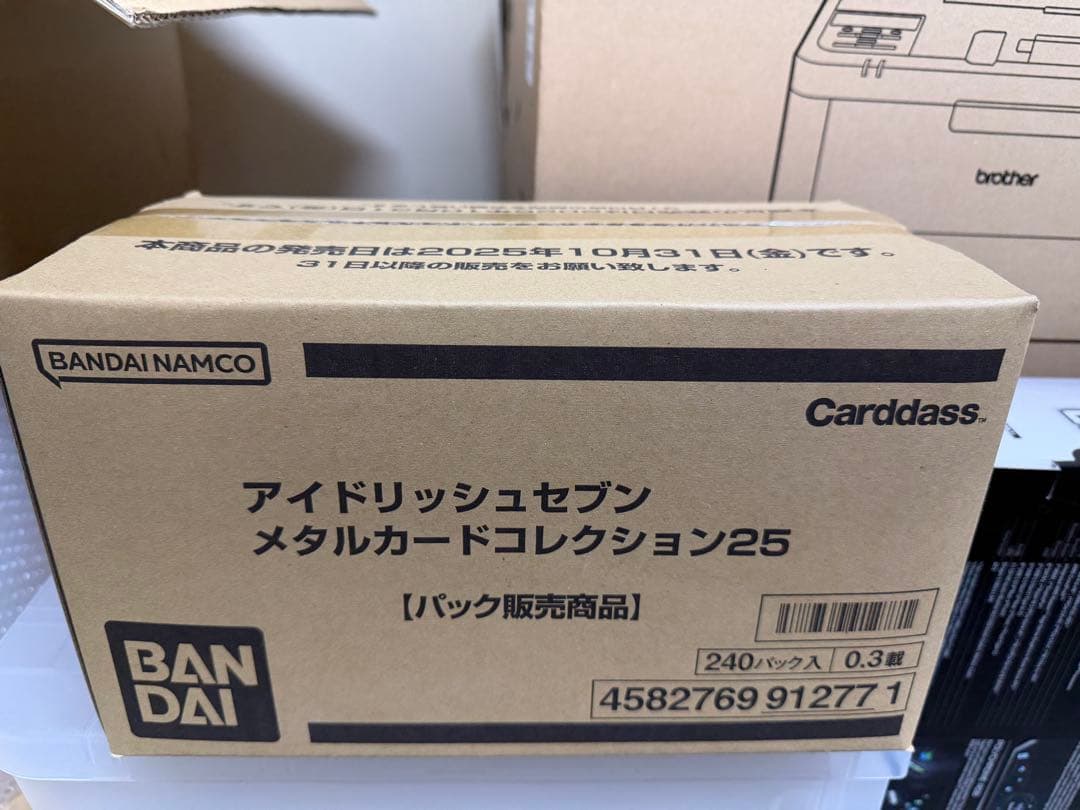 brother
本商品の発売日は2025年10月31日(金)です。
31日以降の販売をお願い致します。
BANDAI NAMCO
Carddass™
アイドリッシュセブン
メタルカードコレクション25
【パック販売商品】
240パック入 0.3載
4582769 91277 1
BAN
DAI